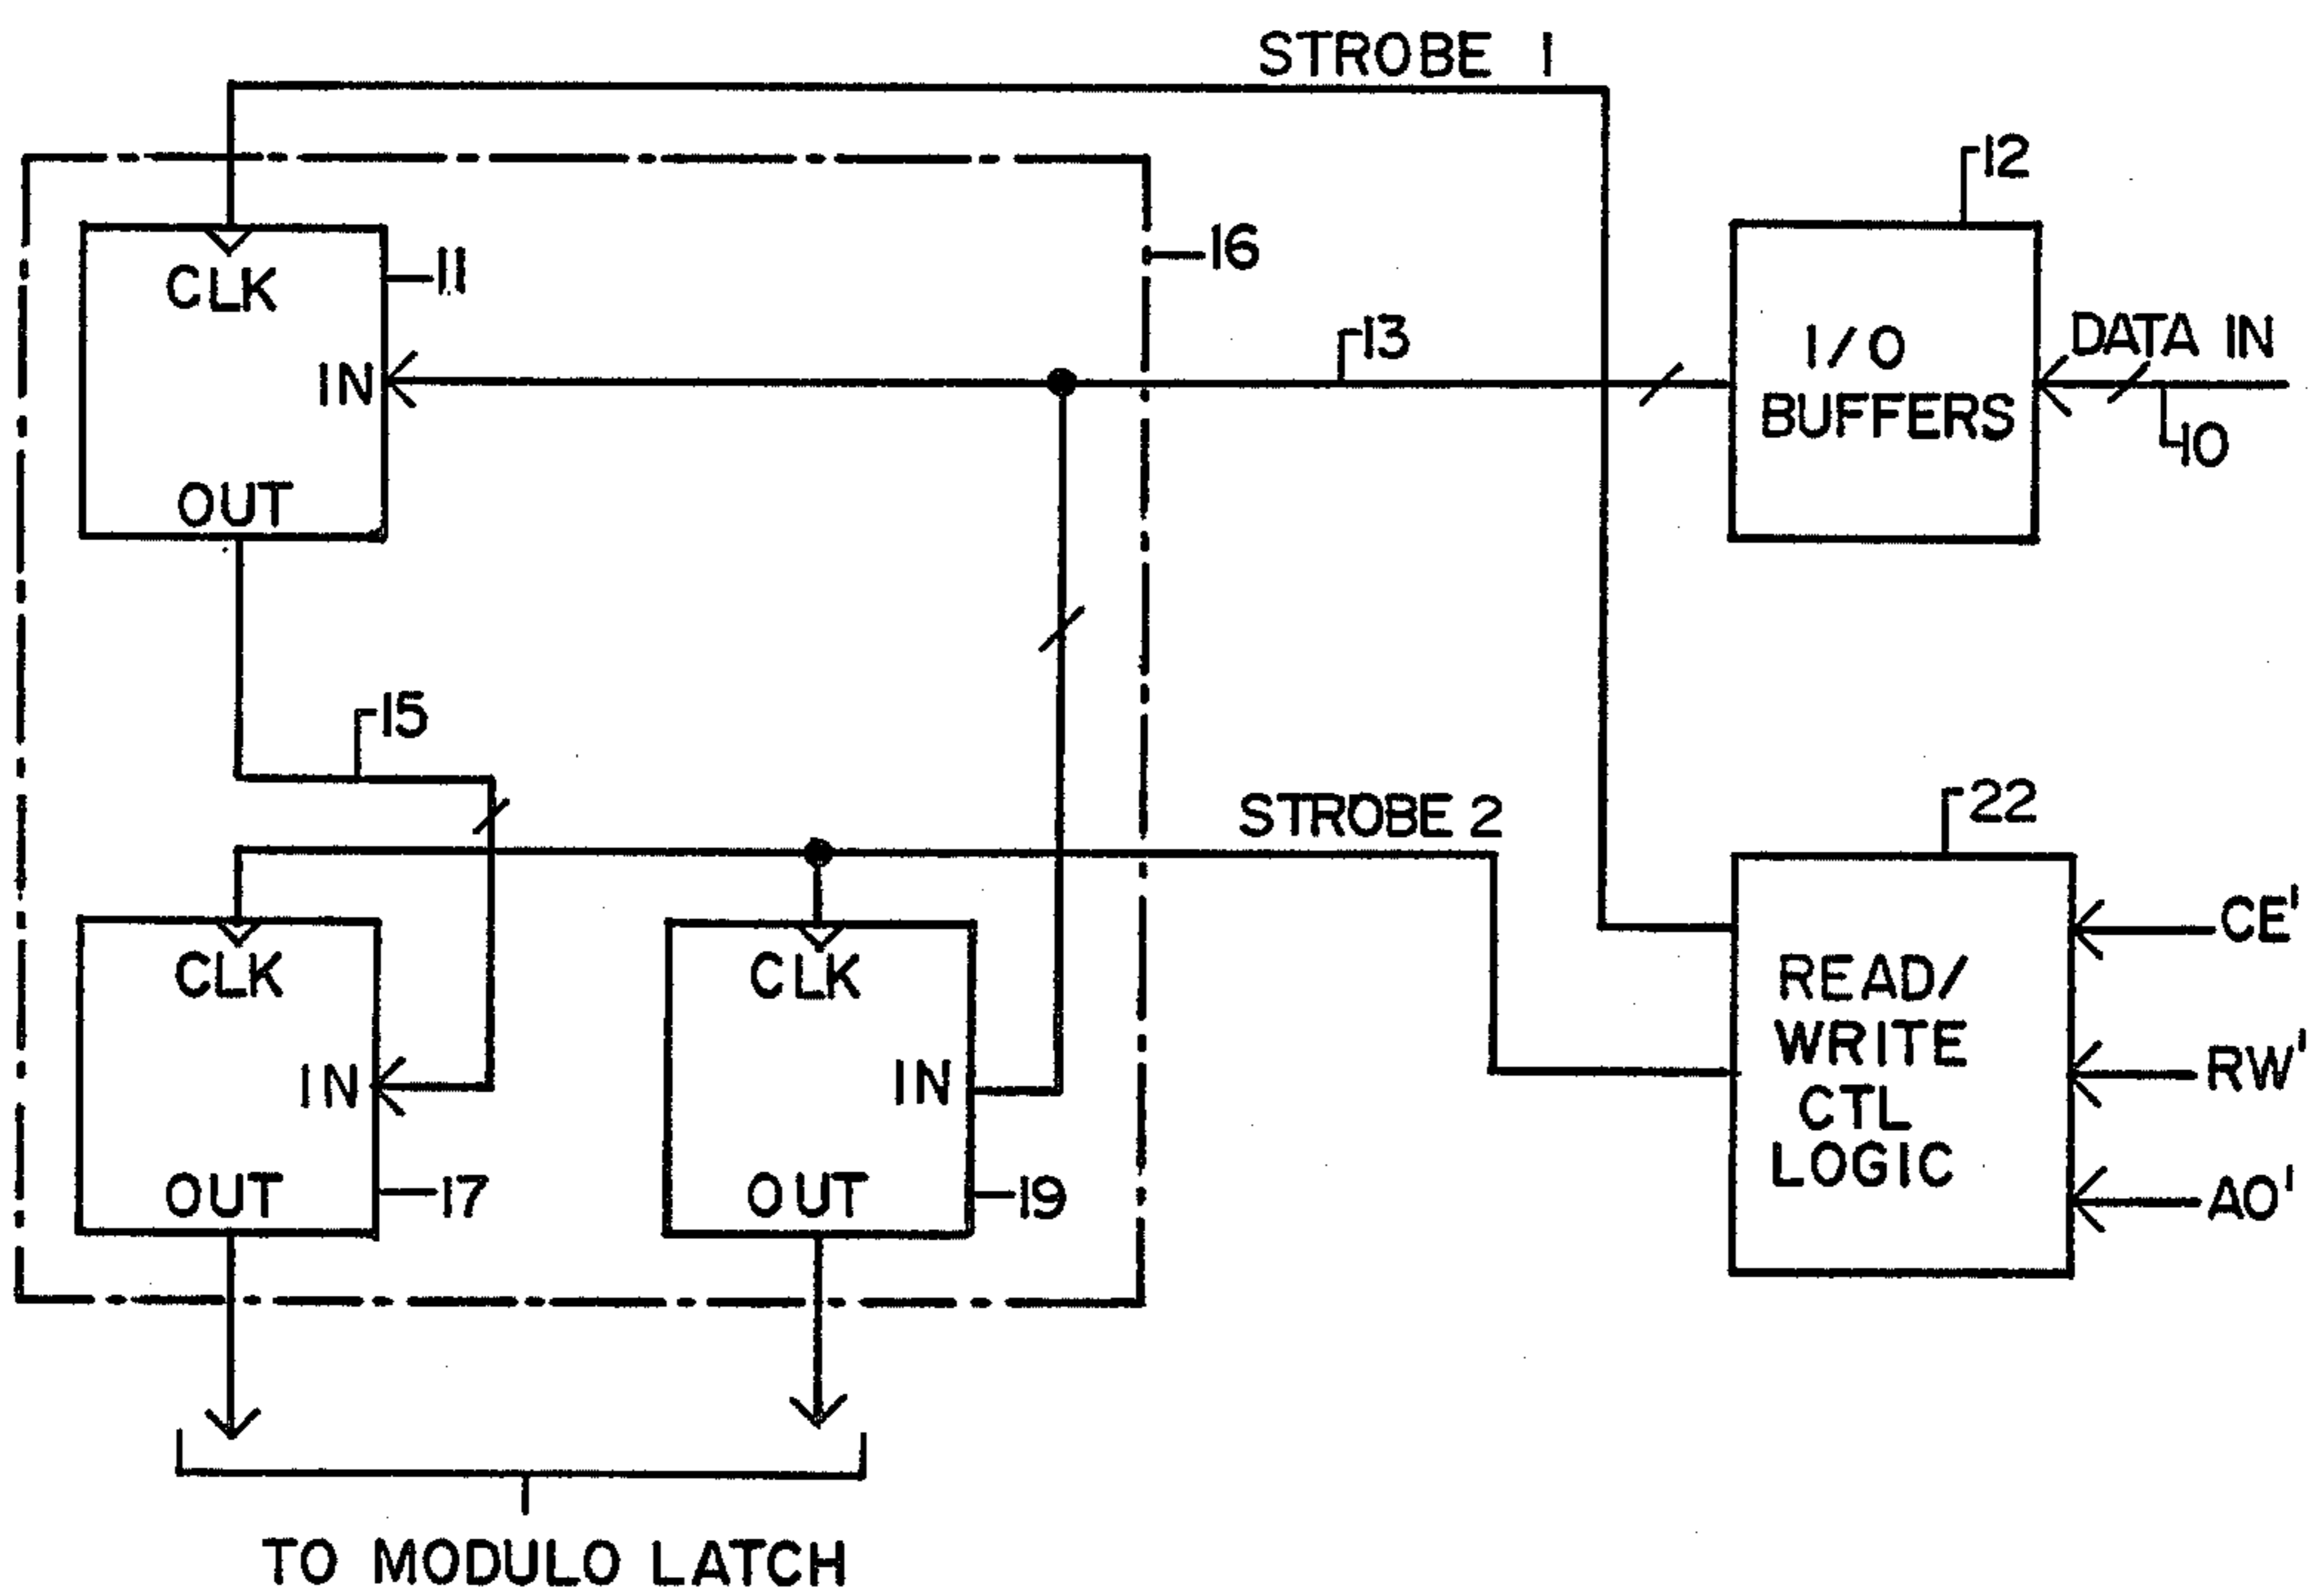 STROBE 1
12
16
11
CLK
13
I/O
BUFFERS
DATA IN
10
IN
OUT
15
STROBE 2
22
CLK
CLK
CE'
READ/
WRITE
CTL
LOGIC
RW'
IN
IN
AO'
OUT
17
OUT
19
TO MODULO LATCH